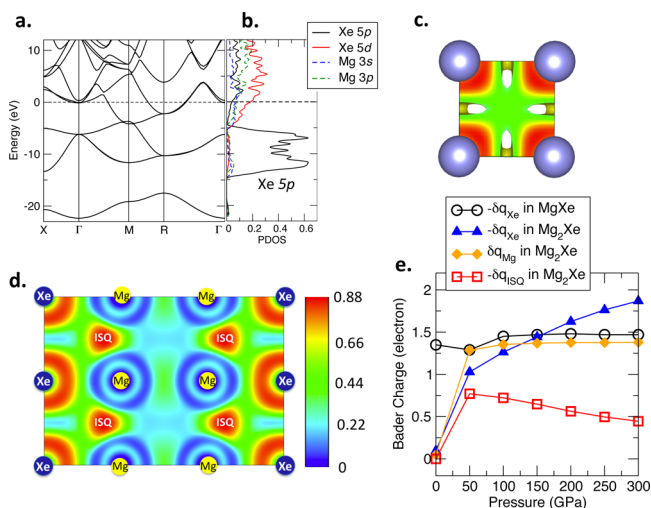 a.
b.
Xe 5p
Xe 5d
Mg 3s
Mg 3p
c.
Energy (eV)
10
0
-10
-20
X Γ M R Γ
Xe 5p
0 0.2 0.4 0.6
PDOS
-δqXe in MgXe
-δqXe in Mg2Xe
δqMg in Mg2Xe
-δqISQ in Mg2Xe
d.
Xe Mg Mg Xe
ISQ ISQ
Xe Mg Mg Xe
ISQ ISQ
Xe Mg Mg Xe
0.88
0.66
0.44
0.22
0
e.
Bader Charge (electron)
2
1.5
1
0.5
0
0 50 100 150 200 250 300
Pressure (GPa)